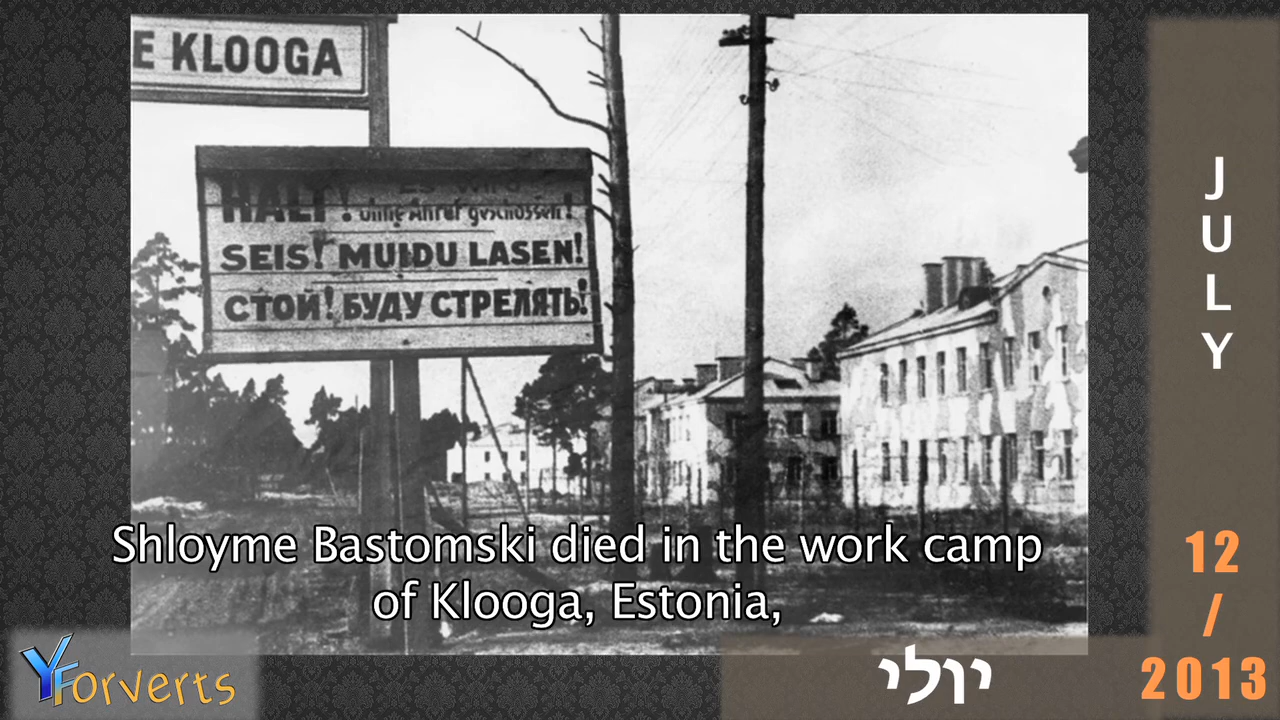 E KLOOGA
HALT! Es wird
ohne Anruf geschossen!
SEIS! MUIDU LASEN!
СТОЙ! БУДУ СТРЕЛЯТЬ!
Shloyme Bastomski died in the work camp
of Klooga, Estonia,
YForverts
יולי
JULY
12
/
2013